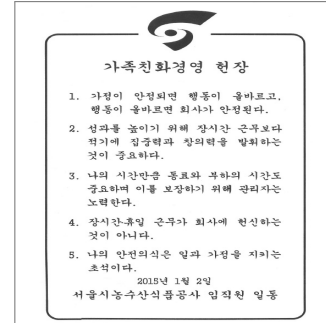 가족친화경영 헌장
1. 가정이 안정되면 행동이 올바르고,
행동이 올바르면 회사가 안정된다.
2. 성과를 높이기 위해 장시간 근무보다
적기에 집중력과 창의력을 발휘하는
것이 중요하다.
3. 나의 시간만큼 동료와 부하의 시간도
중요하며 이를 보장하기 위해 관리자는
노력한다.
4. 장시간·휴일 근무가 회사에 헌신하는
것이 아니다.
5. 나의 안전의식은 일과 가정을 지키는
초석이다.
2015년 1월 2일
서울시농수산식품공사 임직원 일동